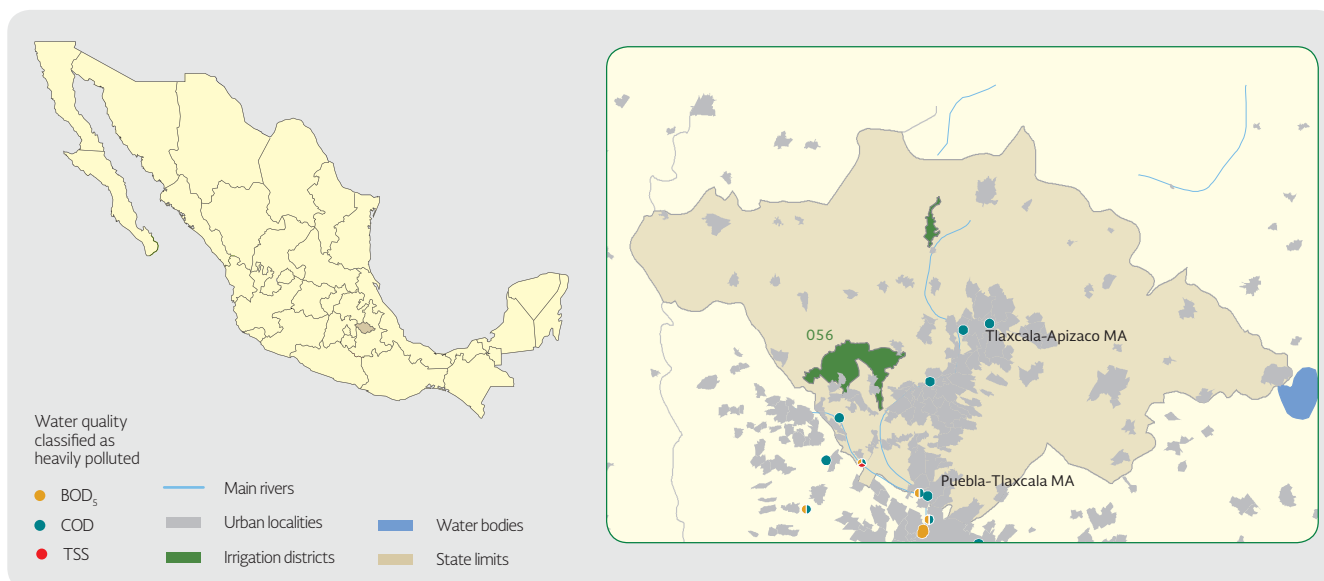 056
Tlaxcala-Apizaco MA
Puebla-Tlaxcala MA
Water quality
classified as
heavily polluted
BOD₅
COD
TSS
Main rivers
Urban localities
Irrigation districts
Water bodies
State limits